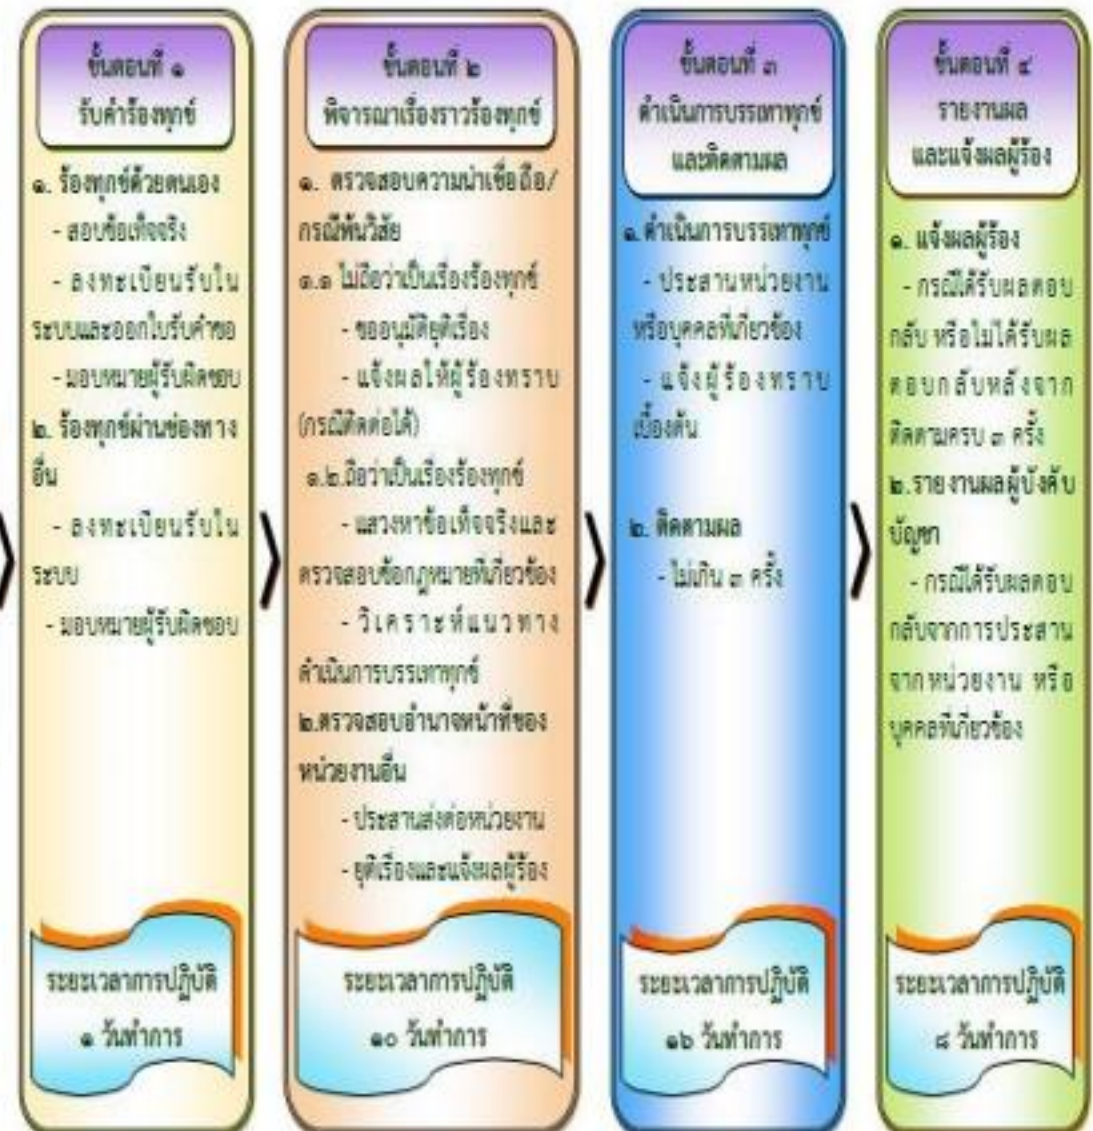 ขั้นตอนที่ ๑
รับคำร้องทุกข์
๑. ร้องทุกข์ด้วยตนเอง
- สอบข้อเท็จจริง
- ลงทะเบียนรับใน
ระบบและออกใบรับคำขอ
- มอบหมายผู้รับผิดชอบ
๒. ร้องทุกข์ผ่านช่องทาง
อื่น
- ลงทะเบียนรับใน
ระบบ
- มอบหมายผู้รับผิดชอบ
ระยะเวลาการปฏิบัติ
๑ วันทำการ
ขั้นตอนที่ ๒
พิจารณาเรื่องราวร้องทุกข์
๑. ตรวจสอบความน่าเชื่อถือ/
กรณีพ้นวิสัย
๑.๑ ไม่ถือว่าเป็นเรื่องร้องทุกข์
- ขออนุมัติยุติเรื่อง
- แจ้งผลให้ผู้ร้องทราบ
(กรณีติดต่อได้)
๑.๒.ถือว่าเป็นเรื่องร้องทุกข์
- แสวงหาข้อเท็จจริงและ
ตรวจสอบข้อกฎหมายที่เกี่ยวข้อง
- วิเคราะห์แนวทาง
ดำเนินการบรรเทาทุกข์
๒.ตรวจสอบอำนาจหน้าที่ของ
หน่วยงานอื่น
- ประสานส่งต่อหน่วยงาน
- ยุติเรื่องและแจ้งผลผู้ร้อง
ระยะเวลาการปฏิบัติ
๑๐ วันทำการ
ขั้นตอนที่ ๓
ดำเนินการบรรเทาทุกข์
และติดตามผล
๑. ดำเนินการบรรเทาทุกข์
- ประสานหน่วยงาน
หรือบุคคลที่เกี่ยวข้อง
- แจ้งผู้ร้องทราบ
เบื้องต้น
๒. ติดตามผล
- ไม่เกิน ๓ ครั้ง
ระยะเวลาการปฏิบัติ
๑๖ วันทำการ
ขั้นตอนที่ ๔
รายงานผล
และแจ้งผลผู้ร้อง
๑. แจ้งผลผู้ร้อง
- กรณีได้รับผลตอบ
กลับ หรือไม่ได้รับผล
ตอบกลับหลังจาก
ติดตามครบ ๓ ครั้ง
๒.รายงานผลผู้บังคับ
บัญชา
- กรณีได้รับผลตอบ
กลับจากการประสาน
จากหน่วยงาน หรือ
บุคคลที่เกี่ยวข้อง
ระยะเวลาการปฏิบัติ
๘ วันทำการ